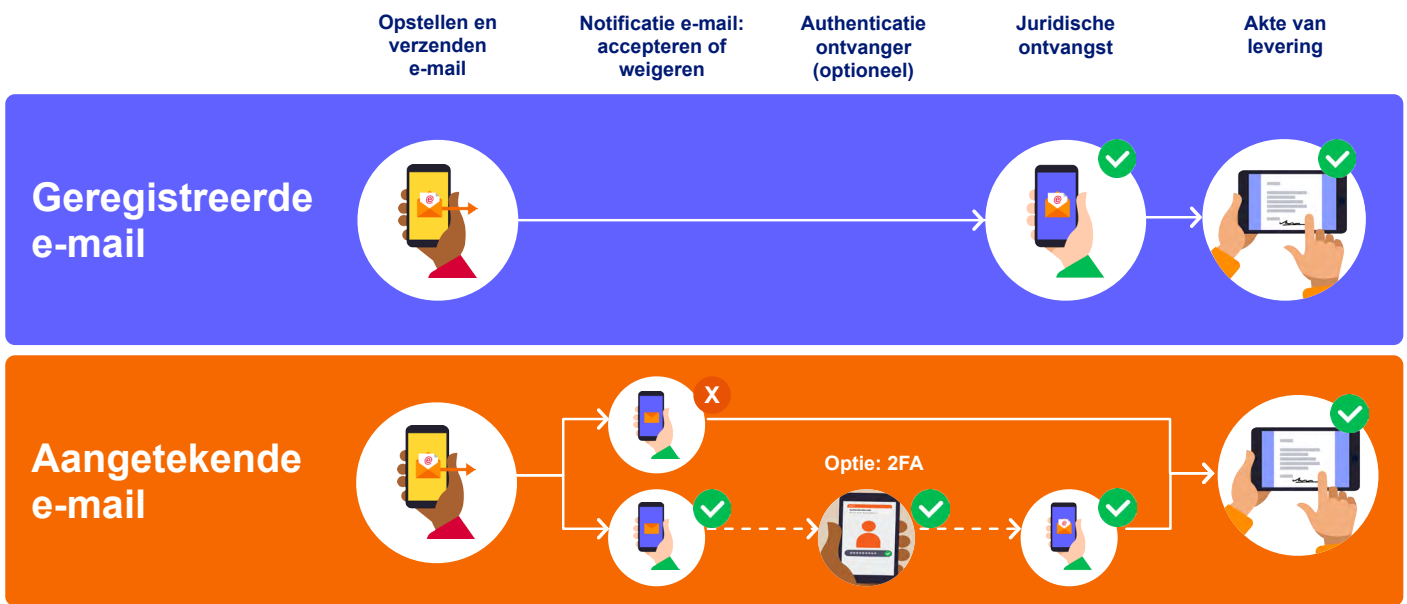 Opstellen en
verzenden
e-mail
Notificatie e-mail:
accepteren of
weigeren
Authenticatie
ontvanger
(optioneel)
Juridische
ontvangst
Akte van
levering
Geregistreerde
e-mail
Aangetekende
e-mail
X
Optie: 2FA